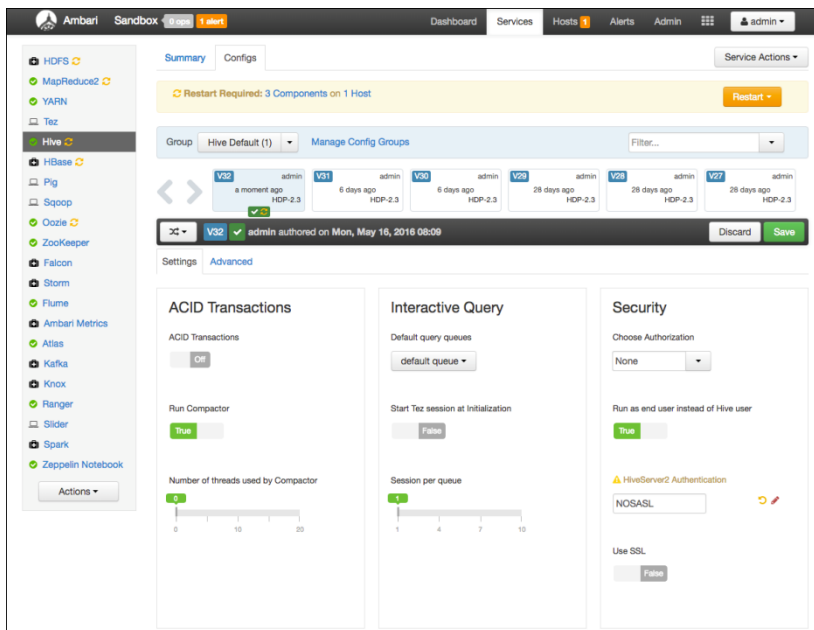 Ambari Sandbox 0 ops 1 alert Dashboard Services Hosts 1 Alerts Admin admin
HDFS
MapReduce2
YARN
Tez
Hive
HBase
Pig
Sqoop
Oozie
ZooKeeper
Falcon
Storm
Flume
Ambari Metrics
Atlas
Kafka
Knox
Ranger
Slider
Spark
Zeppelin Notebook
Actions
Summary Configs Service Actions
Restart Required: 3 Components on 1 Host Restart
Group Hive Default (1) Manage Config Groups Filter...
V32 admin
a moment ago
HDP-2.3
V31 admin
6 days ago
HDP-2.3
V30 admin
6 days ago
HDP-2.3
V29 admin
28 days ago
HDP-2.3
V28 admin
28 days ago
HDP-2.3
V27 admin
28 days ago
HDP-2.3
V32 admin authored on Mon, May 16, 2016 08:09 Discard Save
Settings Advanced
ACID Transactions
ACID Transactions
Off
Run Compactor
True
Number of threads used by Compactor
0
0 10 20
Interactive Query
Default query queues
default queue
Start Tez session at Initialization
False
Session per queue
1
1 4 7 10
Security
Choose Authorization
None
Run as end user instead of Hive user
True
HiveServer2 Authentication
NOSASL
Use SSL
False